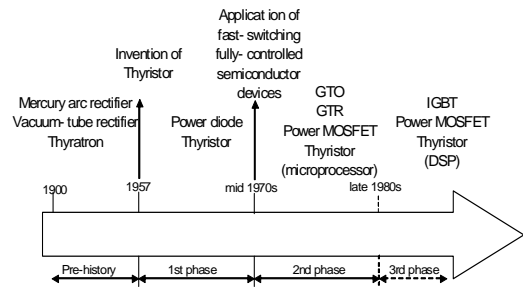 Application of
fast- switching
fully- controlled
semiconductor
devices
Invention of
Thyristor
Mercury arc rectifier
Vacuum- tube rectifier
Thyratron
Power diode
Thyristor
GTO
GTR
Power MOSFET
Thyristor
(microprocessor)
IGBT
Power MOSFET
Thyristor
(DSP)
1900
1957
mid 1970s
late 1980s
Pre-history
1st phase
2nd phase
3rd phase